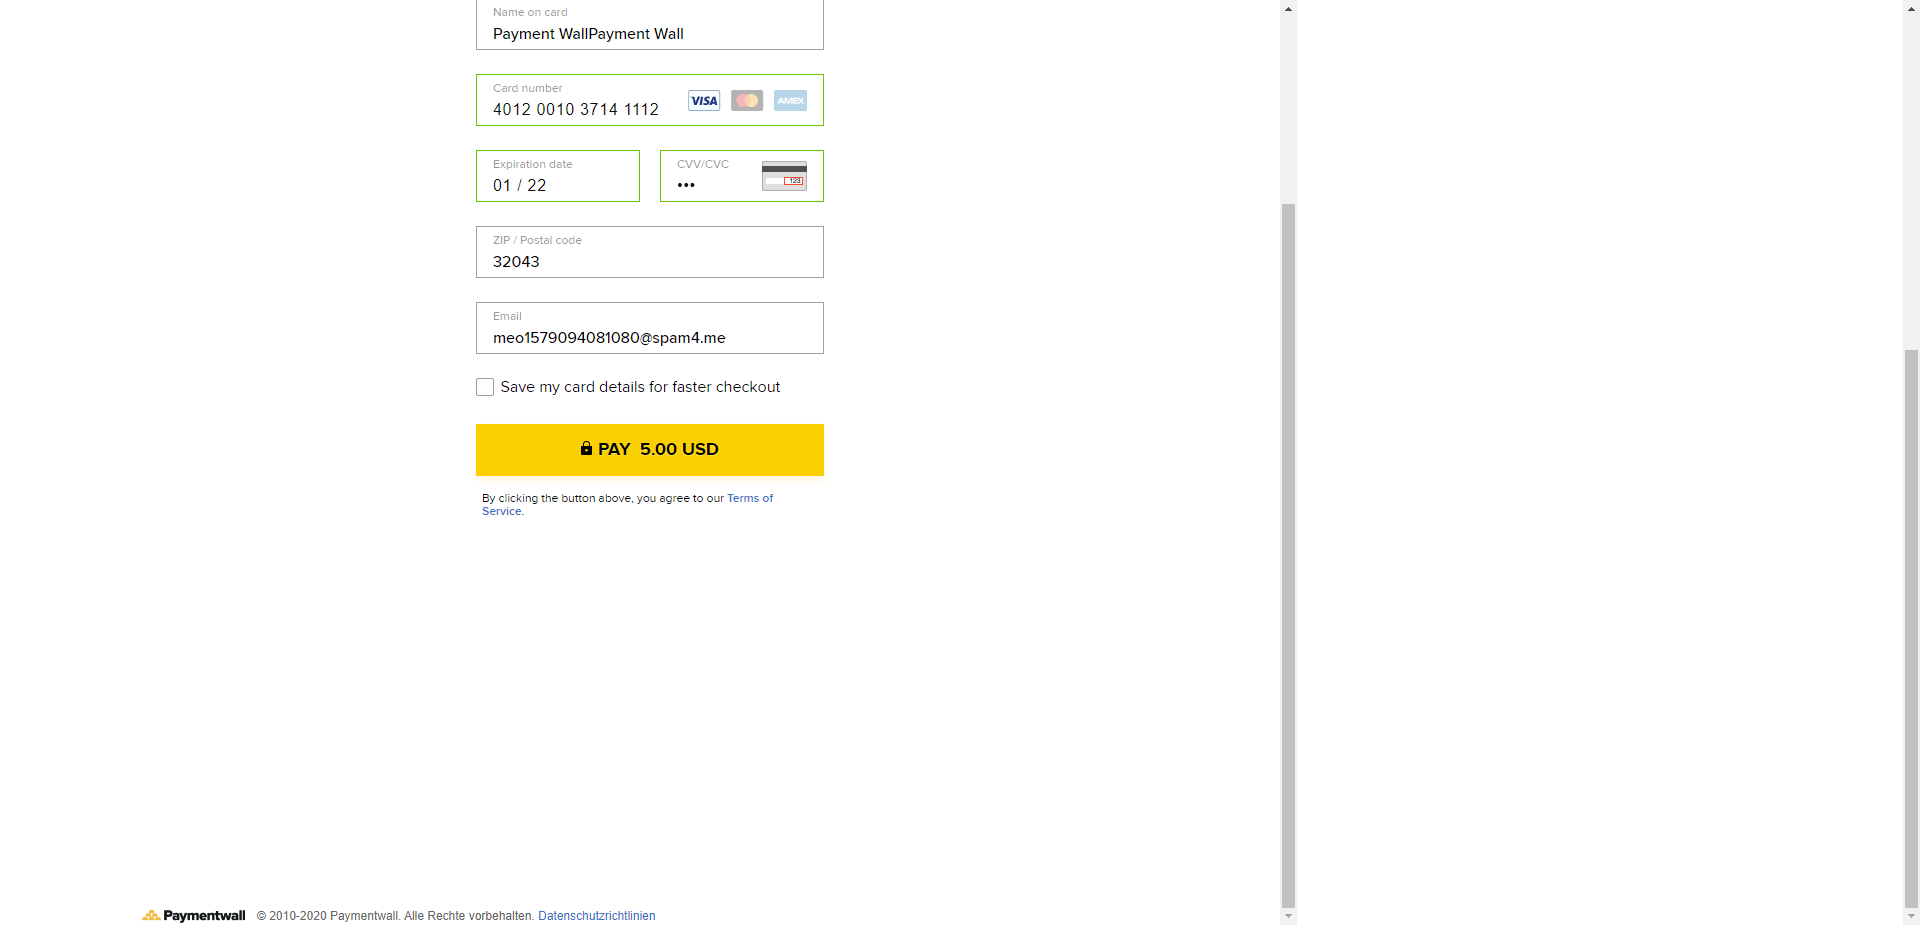 Name on card
Payment WallPayment Wall
Card number
4012 0010 3714 1112
VISA
AMEX
Expiration date
01 / 22
CVV/CVC
•••
123
ZIP / Postal code
32043
Email
meo1579094081080@spam4.me
Save my card details for faster checkout
PAY 5.00 USD
By clicking the button above, you agree to our Terms of
Service.
Paymentwall © 2010-2020 Paymentwall. Alle Rechte vorbehalten. Datenschutzrichtlinien